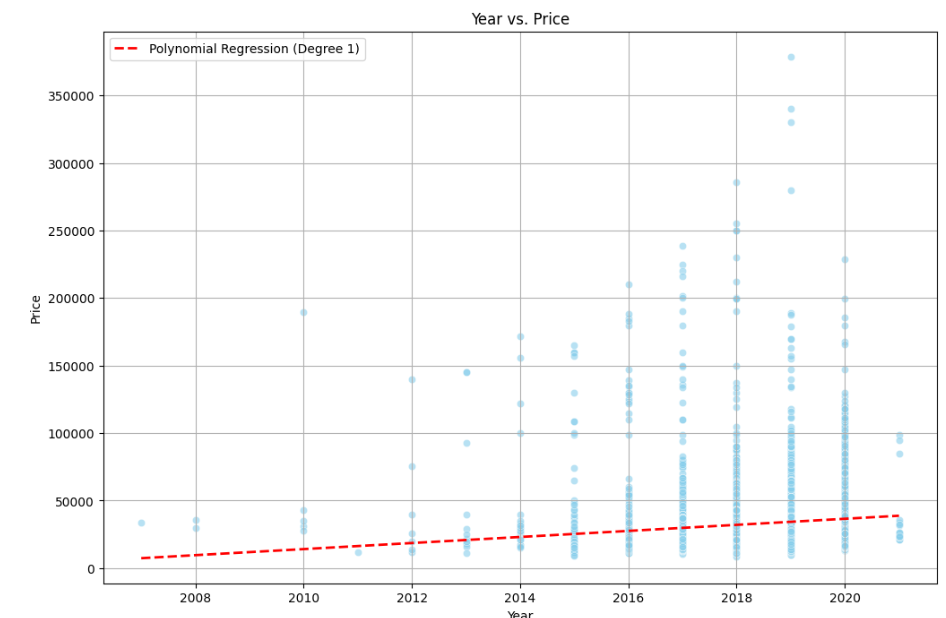 Year vs. Price
Polynomial Regression (Degree 1)
350000
300000
250000
200000
150000
100000
50000
0
Price
2008 2010 2012 2014 2016 2018 2020
Year